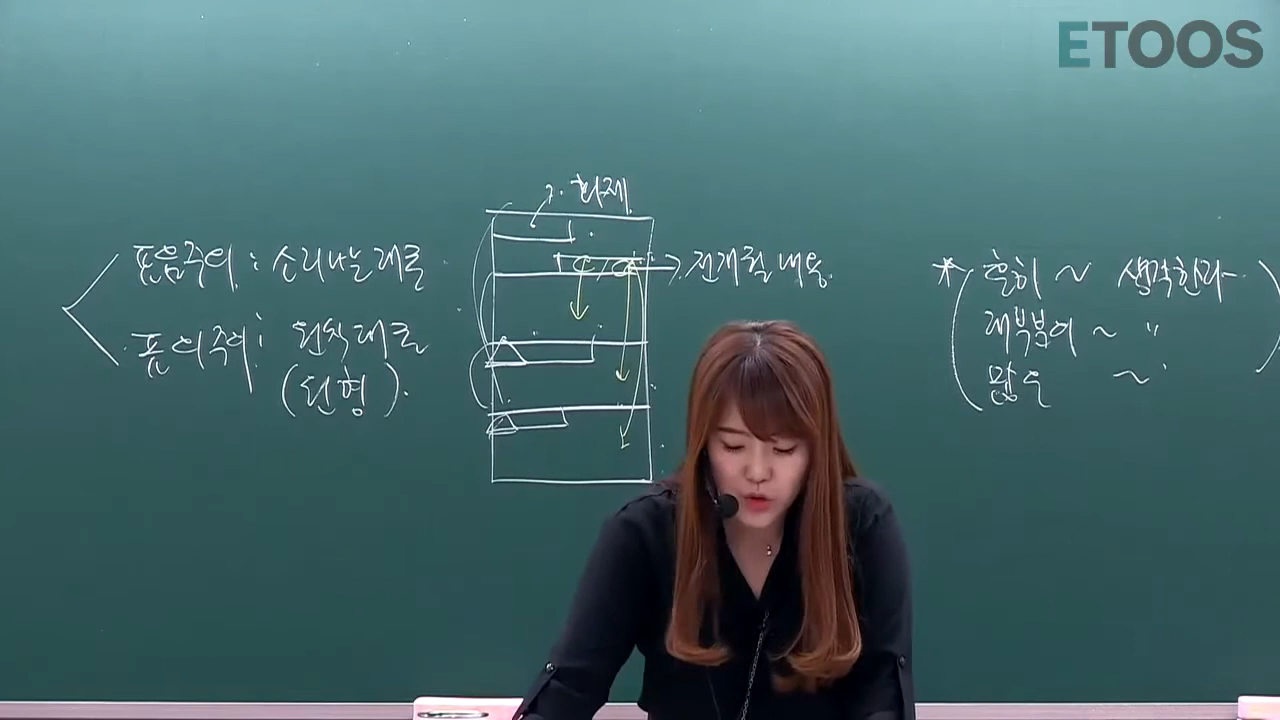 ETOOS
? 화제
표음주의 : 소리나는대로
표의주의 : 원칙대로
(원형).
C / C → 전개될 내용.
* 흔히 ~ 생각한다
대부분이 ~ "
많은 ~ "